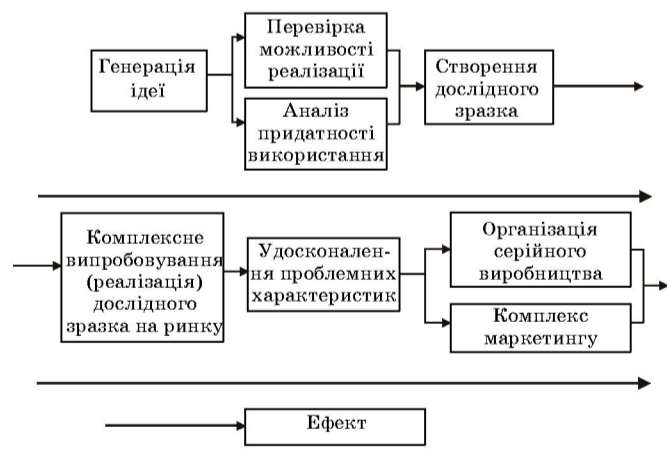 Генерація
ідеї
Перевірка
можливості
реалізації
Аналіз
придатності
використання
Створення
дослідного
зразка
Комплексне
випробовування
(реалізація)
дослідного
зразка на ринку
Удосконален-
ня проблемних
характеристик
Організація
серійного
виробництва
Комплекс
маркетингу
Ефект